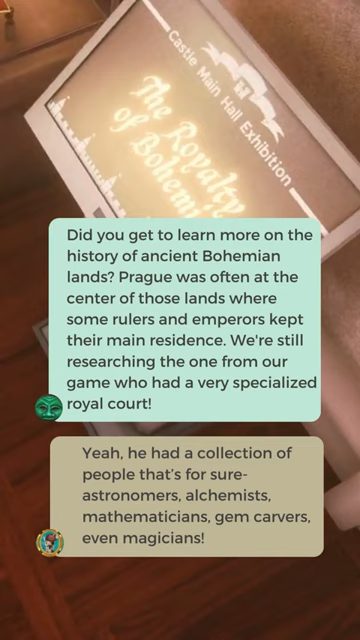 Castle Main Hall Exhibition
The Royalty
of Bohemi
Did you get to learn more on the
history of ancient Bohemian
lands? Prague was often at the
center of those lands where
some rulers and emperors kept
their main residence. We're still
researching the one from our
game who had a very specialized
royal court!
Yeah, he had a collection of
people that's for sure-
astronomers, alchemists,
mathematicians, gem carvers,
even magicians!